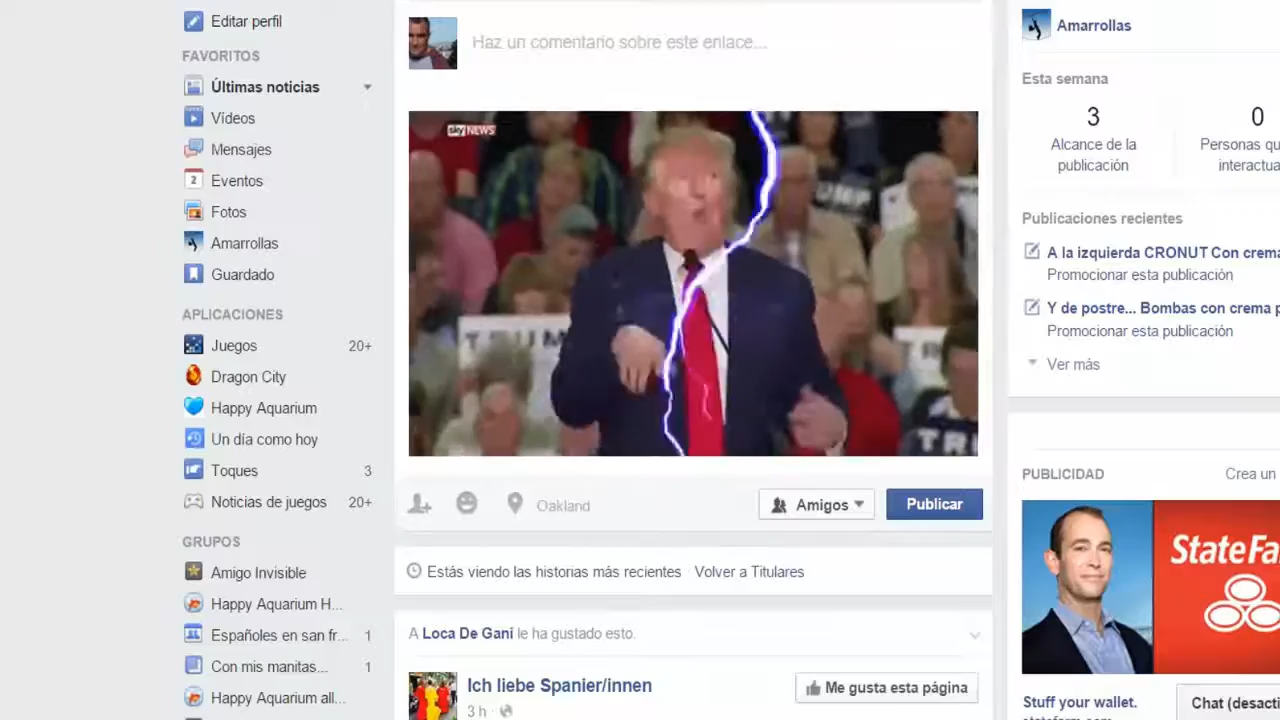 Editar perfil
FAVORITOS
Últimas noticias
Vídeos
Mensajes
2
Eventos
Fotos
Amarrollas
Guardado
APLICACIONES
Juegos 20+
Dragon City
Happy Aquarium
Un día como hoy
Toques 3
Noticias de juegos 20+
GRUPOS
Amigo Invisible
Happy Aquarium H...
Españoles en san fr... 1
Con mis manitas... 1
Happy Aquarium all...
Haz un comentario sobre este enlace...
sky NEWS
TRUM
TRU
Oakland
Amigos
Publicar
Estás viendo las historias más recientes · Volver a Titulares
A Loca De Gani le ha gustado esto.
Ich liebe Spanier/innen
3 h ·
Me gusta esta página
Amarrollas
Esta semana
3 0
Alcance de la Personas qu
publicación interactua
Publicaciones recientes
A la izquierda CRONUT Con crema
Promocionar esta publicación
Y de postre... Bombas con crema p
Promocionar esta publicación
Ver más
PUBLICIDAD Crea un
StateFa
Stuff your wallet.
statefarm.com
Chat (desacti